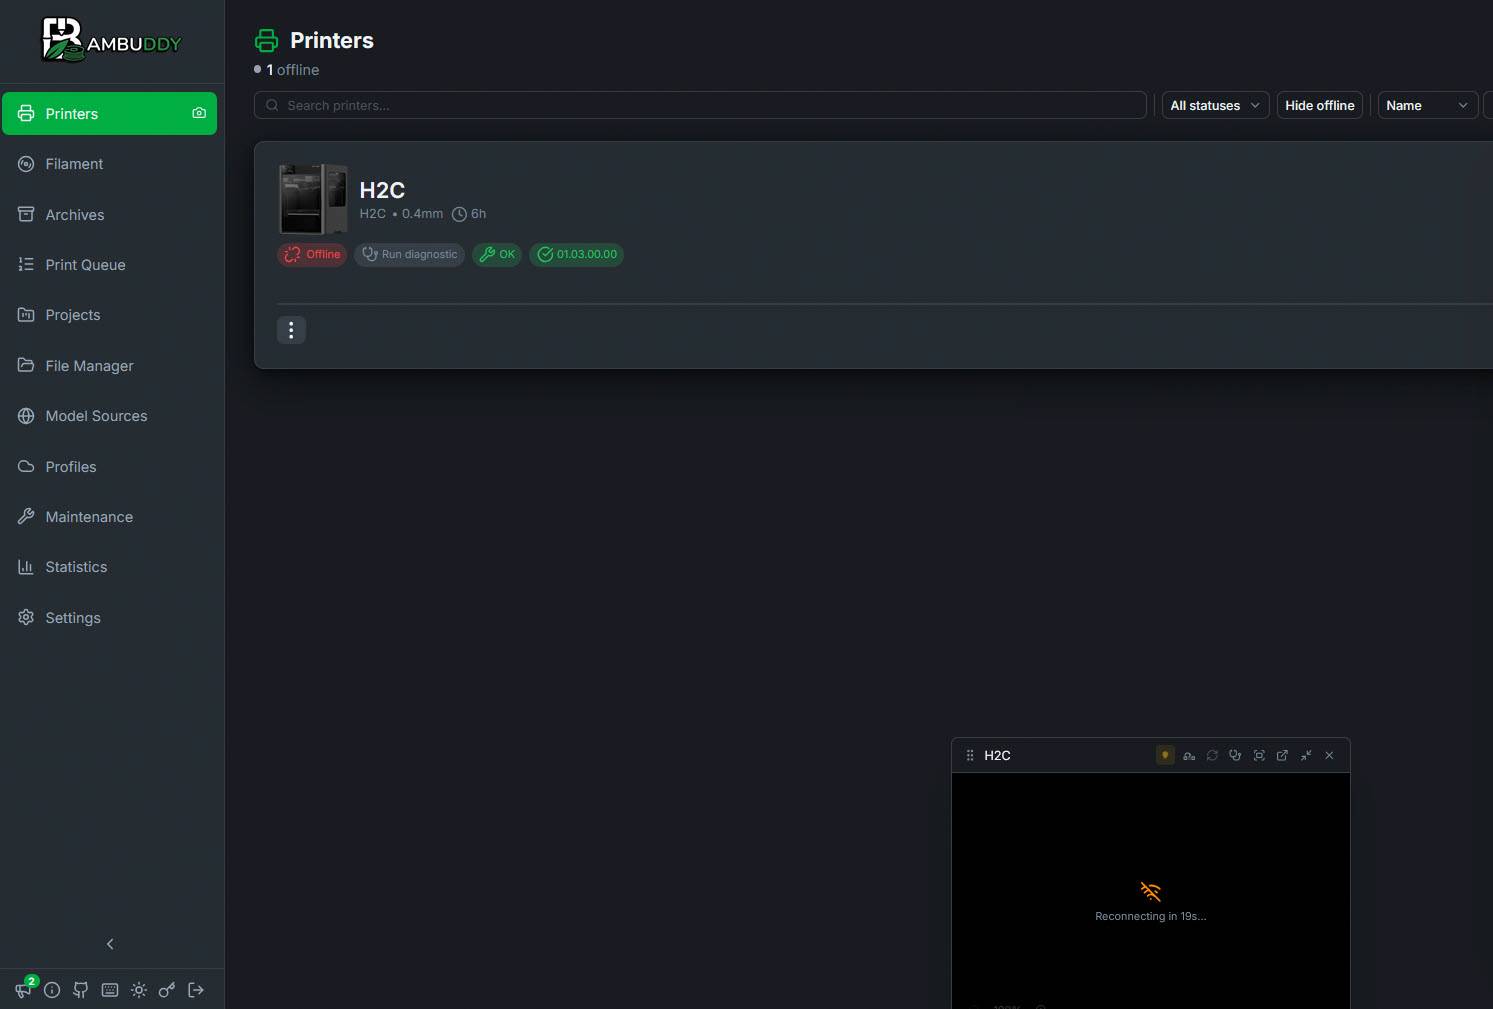 AMBUDDY
Printers
Filament
Archives
Print Queue
Projects
File Manager
Model Sources
Profiles
Maintenance
Statistics
Settings
2
Printers
1 offline
Search printers...
All statuses
Hide offline
Name
H2C
H2C • 0.4mm 6h
Offline
Run diagnostic
OK
01.03.00.00
H2C
Reconnecting in 19s...